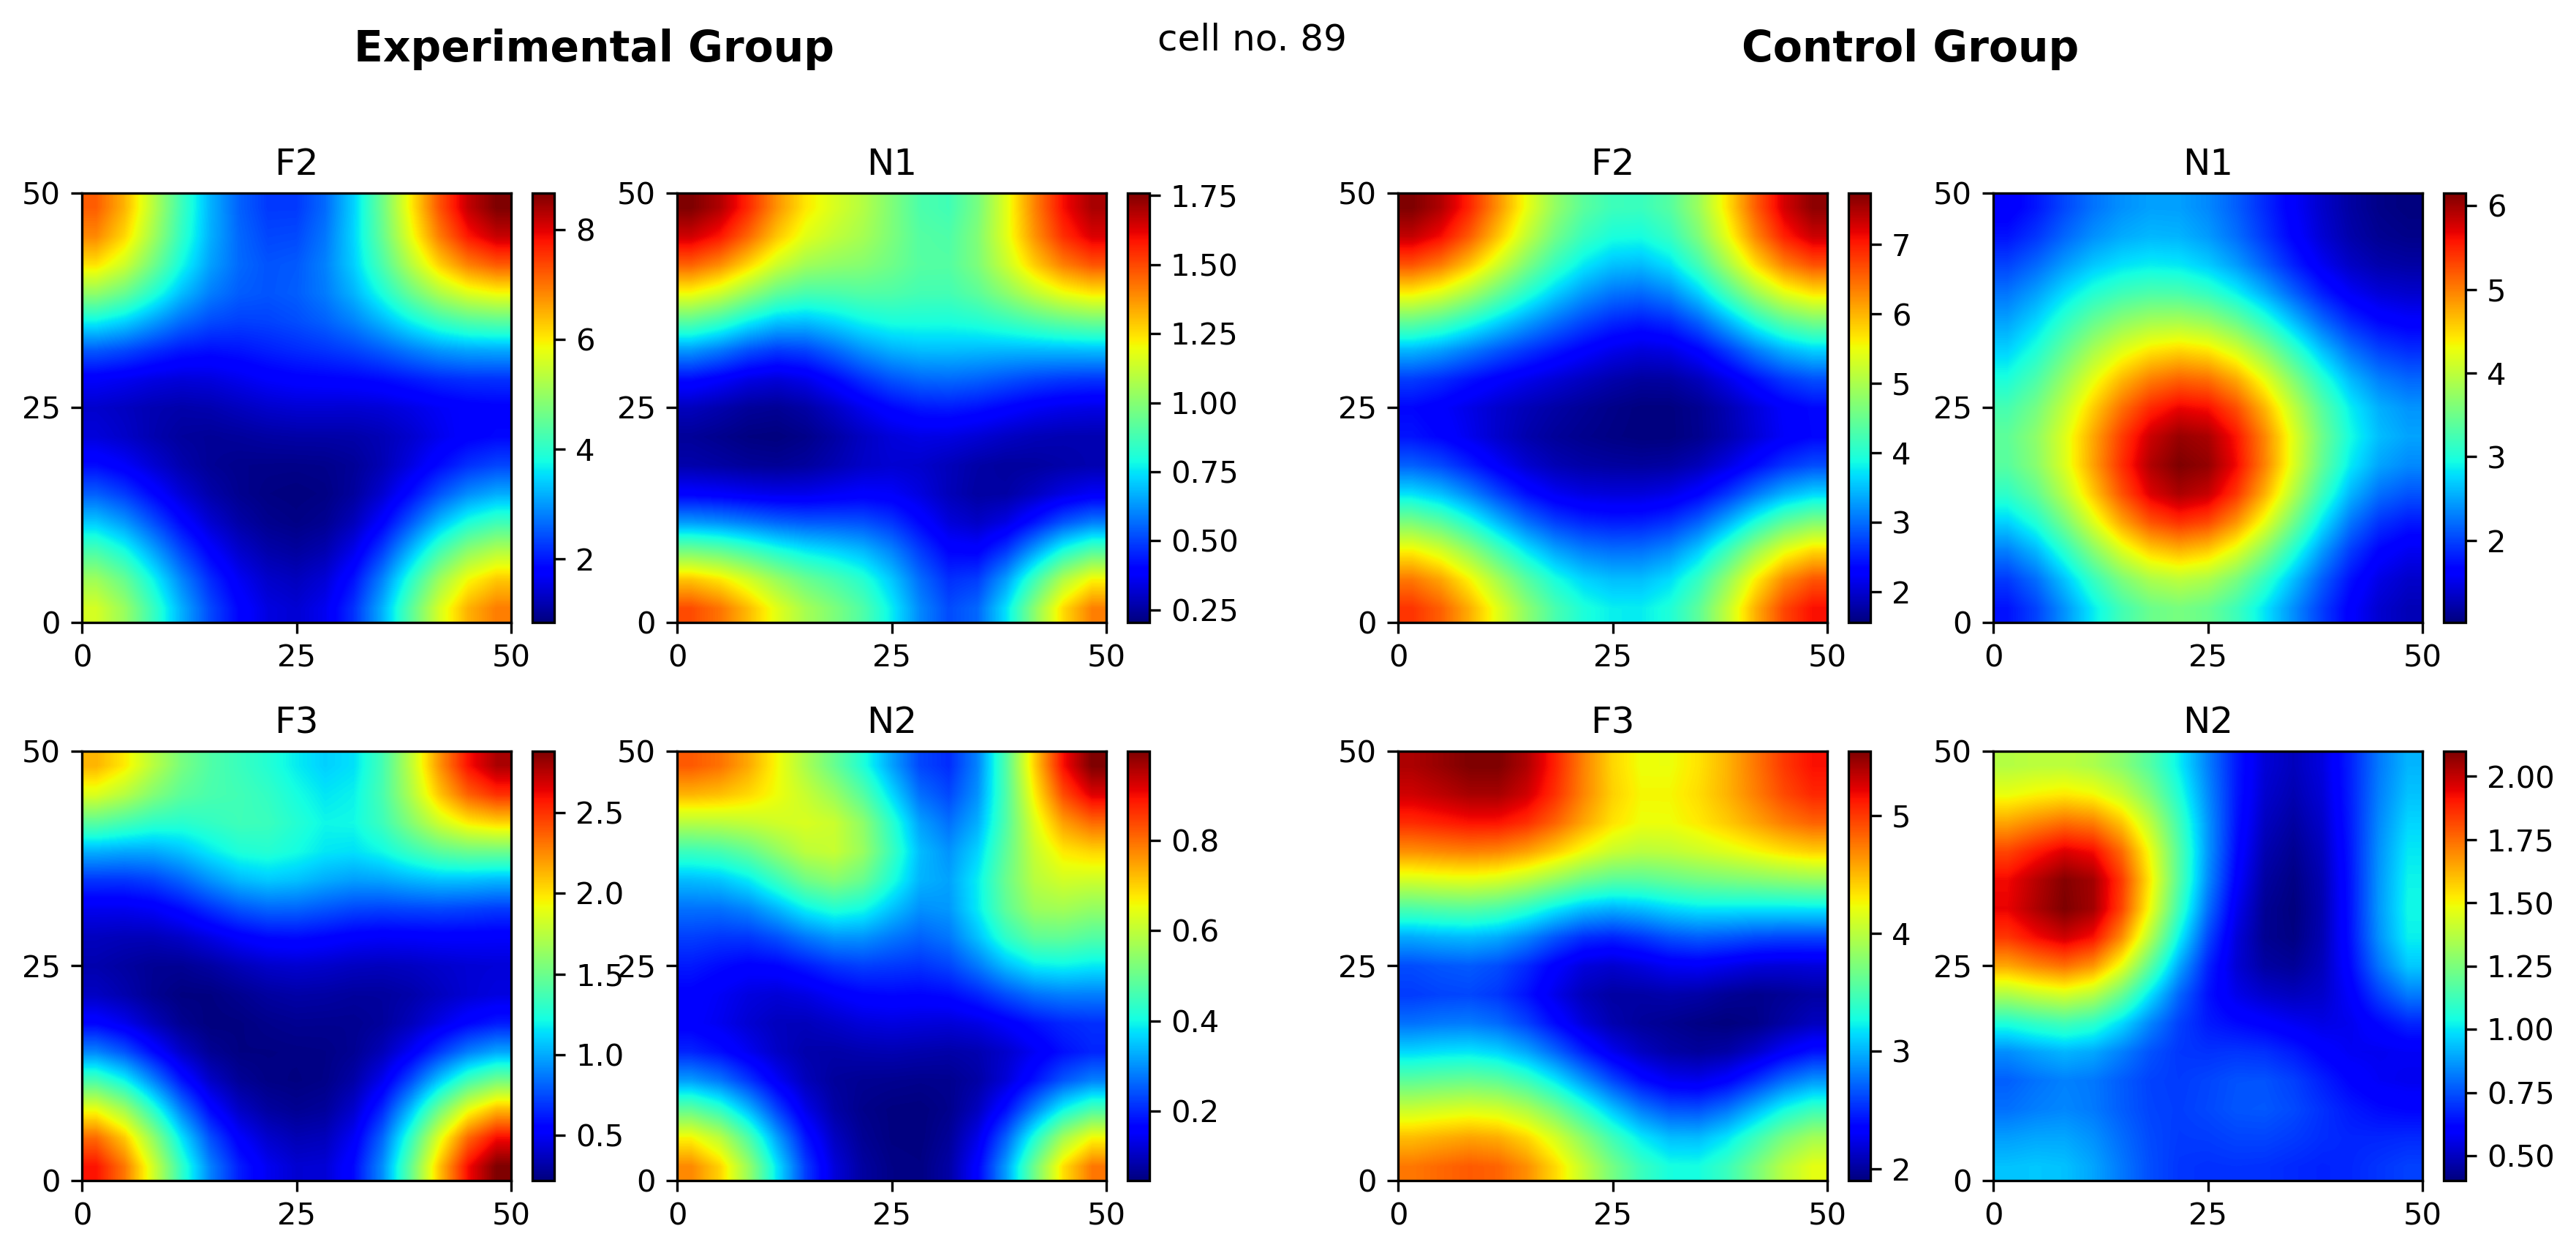 Experimental Group cell no. 89 Control Group
F2 N1 F2 N1
50 8 50 1.75 50 7 50 6
6 1.50 6 5
25 4 25 1.25 25 5 25 4
2 1.00 4 3
0 0 0.75 3 0 2
0.50 0 2
0.25
0 25 50 0 25 50 0 25 50 0 25 50
F3 N2 F3 N2
50 2.5 50 0.8 50 5 50 2.00
2.0 0.6 4 1.75
25 1.5 25 0.4 25 3 25 1.50
1.0 0.2 2 1.25
0 0.5 0 0 0 1.00
0.75
0.50
0 25 50 0 25 50 0 25 50 0 25 50